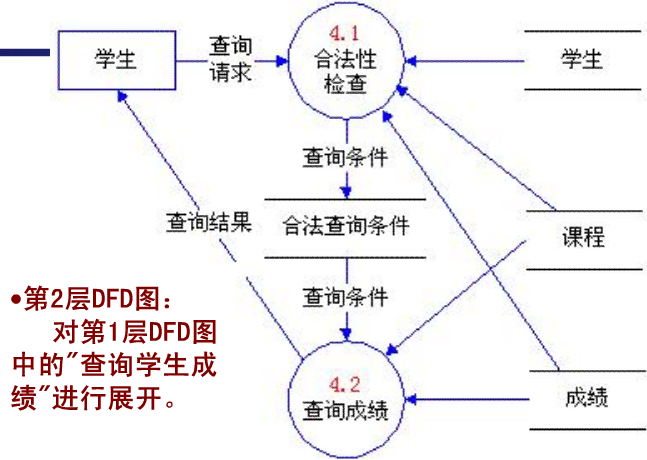 学生
查询
请求
4.1
合法性
检查
学生
查询条件
查询结果
合法查询条件
课程
查询条件
•第2层DFD图：
对第1层DFD图
中的"查询学生成
绩"进行展开。
4.2
查询成绩
成绩